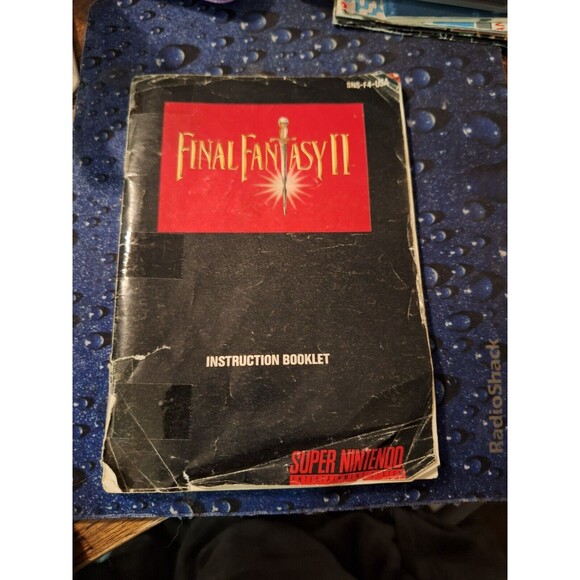 SNS-F4-USA
FINAL FANTASY II
INSTRUCTION BOOKLET
SUPER NINTENDO
RadioShack